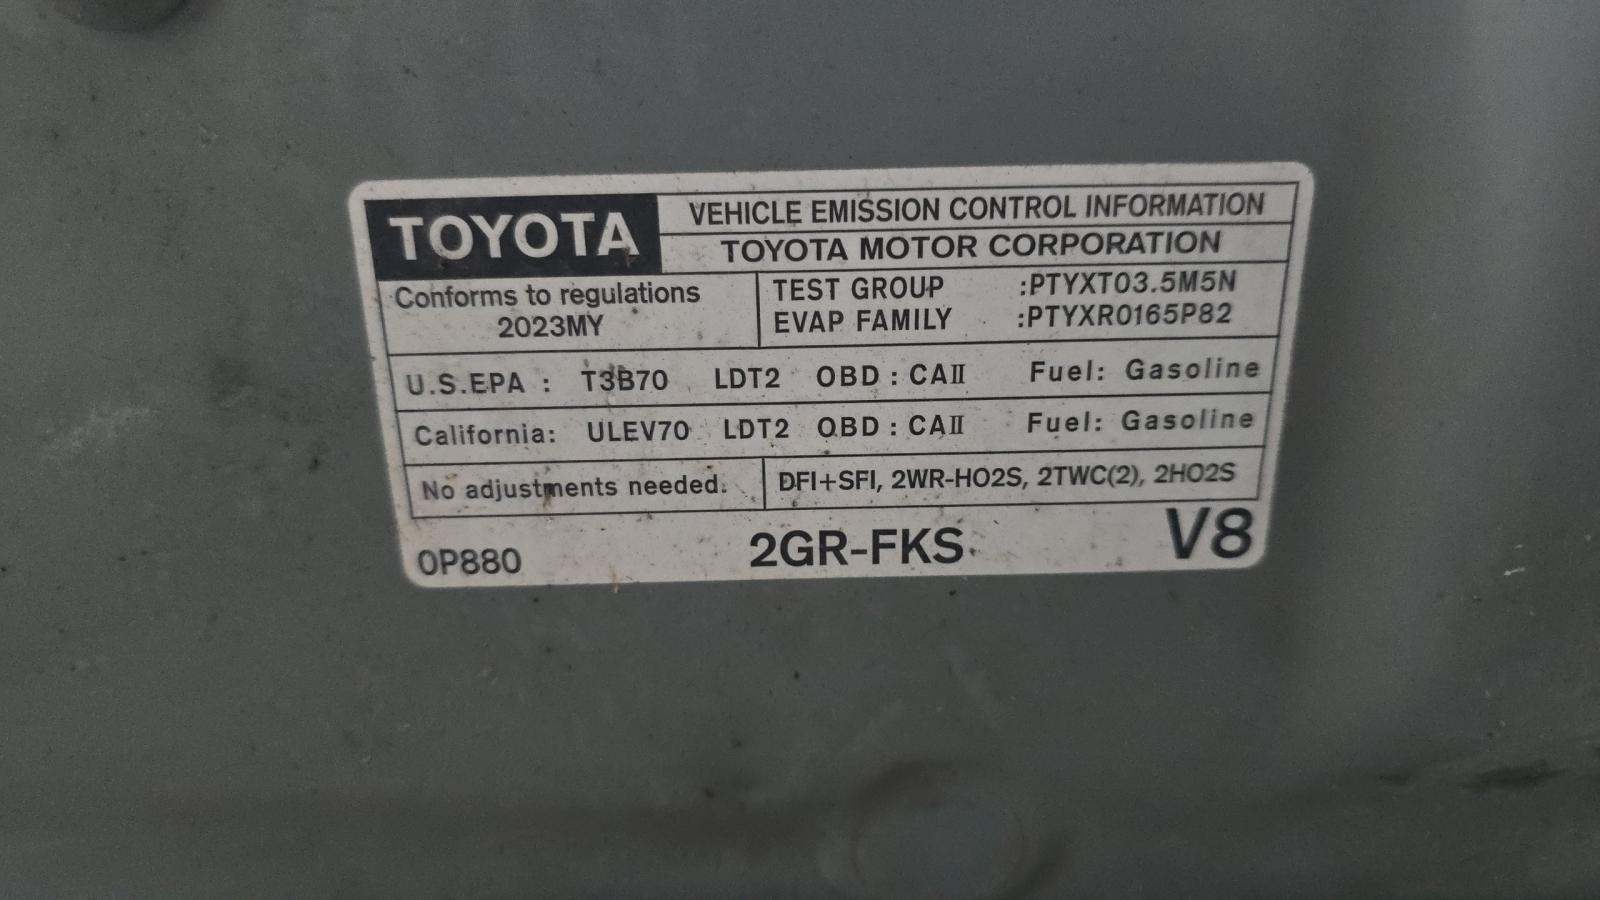 TOYOTA
VEHICLE EMISSION CONTROL INFORMATION
TOYOTA MOTOR CORPORATION
Conforms to regulations
2023MY
TEST GROUP :PTYXT03.5M5N
EVAP FAMILY :PTYXR0165P82
U.S.EPA : T3B70 LDT2 OBD : CAII Fuel: Gasoline
California: ULEV70 LDT2 OBD : CAII Fuel: Gasoline
No adjustments needed.
DFI+SFI, 2WR-HO2S, 2TWC(2), 2HO2S
0P880
2GR-FKS
V8